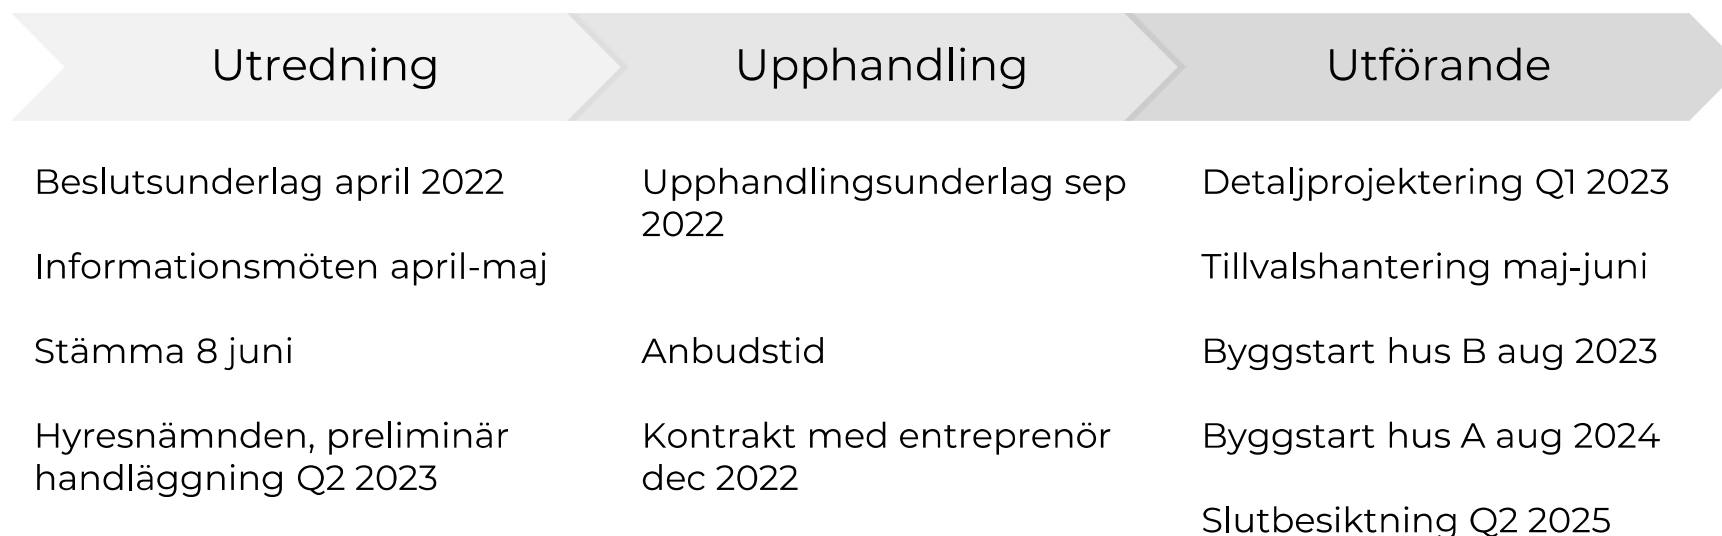 Utredning
Upphandling
Utförande
Beslutsunderlag april 2022
Informationsmöten april-maj
Stämma 8 juni
Hyresnämnden, preliminär
handläggning Q2 2023
Upphandlingsunderlag sep
2022
Anbudstid
Kontrakt med entreprenör
dec 2022
Detaljprojektering Q1 2023
Tillvalshantering maj-juni
Byggstart hus B aug 2023
Byggstart hus A aug 2024
Slutbesiktning Q2 2025